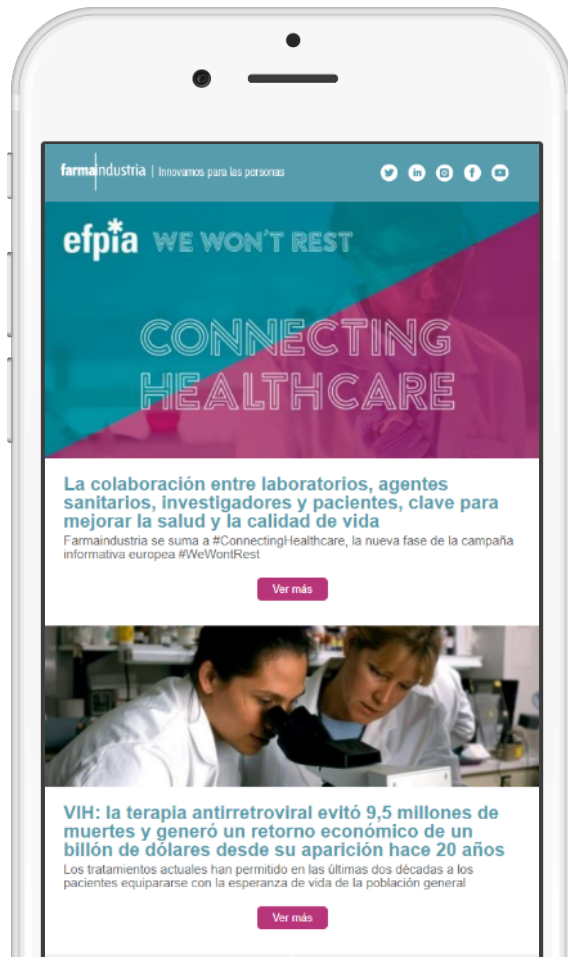 farmaindustria | Innovamos para las personas
efpia WE WON'T REST
CONNECTING
HEALTHCARE
La colaboración entre laboratorios, agentes
sanitarios, investigadores y pacientes, clave para
mejorar la salud y la calidad de vida
Farmaindustria se suma a #ConnectingHealthcare, la nueva fase de la campaña
informativa europea #WeWontRest
Ver más
VIH: la terapia antirretroviral evitó 9,5 millones de
muertes y generó un retorno económico de un
billón de dólares desde su aparición hace 20 años
Los tratamientos actuales han permitido en las últimas dos décadas a los
pacientes equipararse con la esperanza de vida de la población general
Ver más